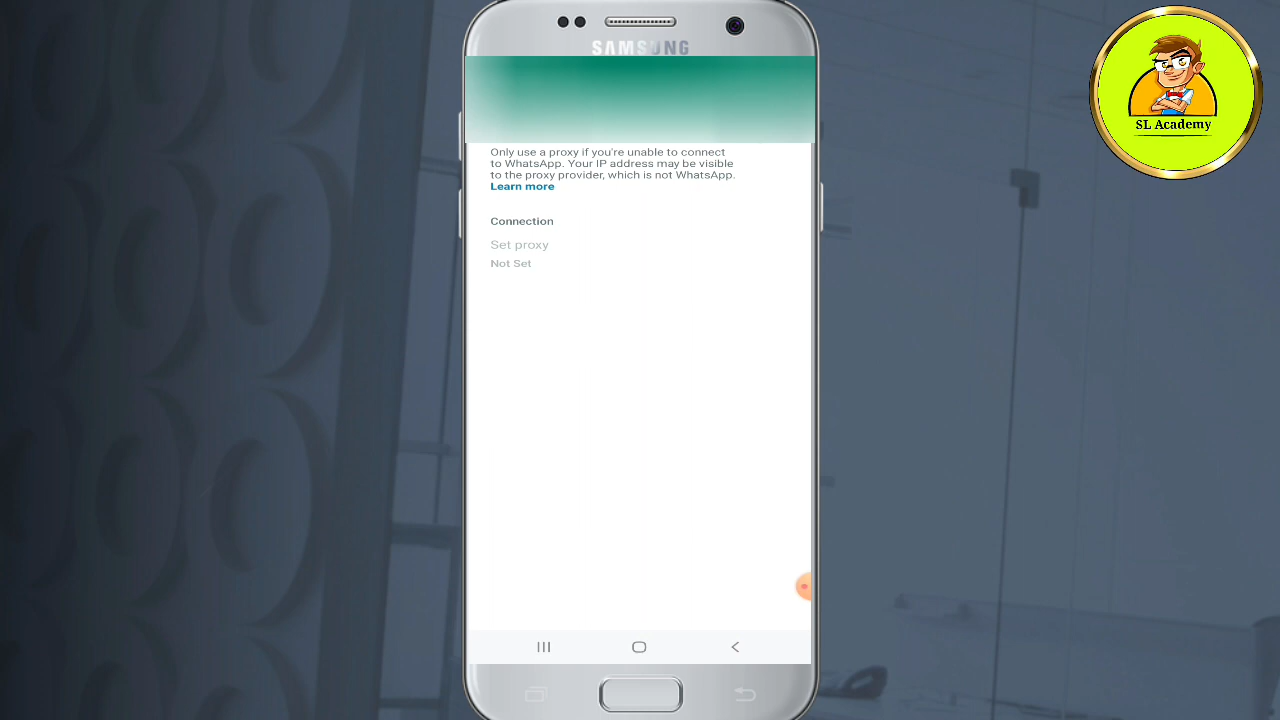 SAMSUNG
SL Academy
Only use a proxy if you're unable to connect
to WhatsApp. Your IP address may be visible
to the proxy provider, which is not WhatsApp.
Learn more
Connection
Set proxy
Not Set